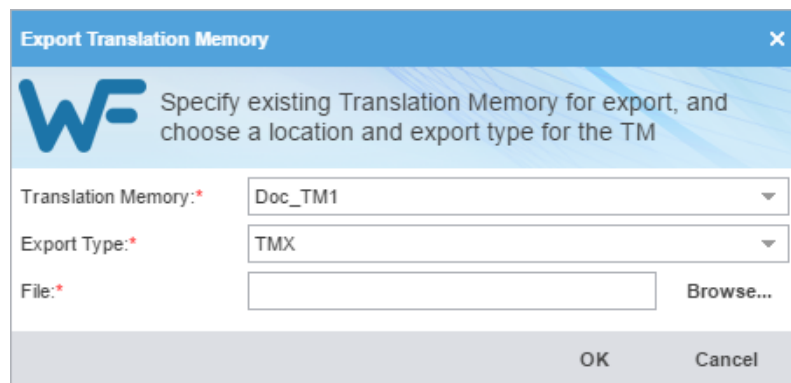 Export Translation Memory
WF
Specify existing Translation Memory for export, and
choose a location and export type for the TM
Translation Memory:* Doc_TM1
Export Type:* TMX
File:* Browse...
OK Cancel